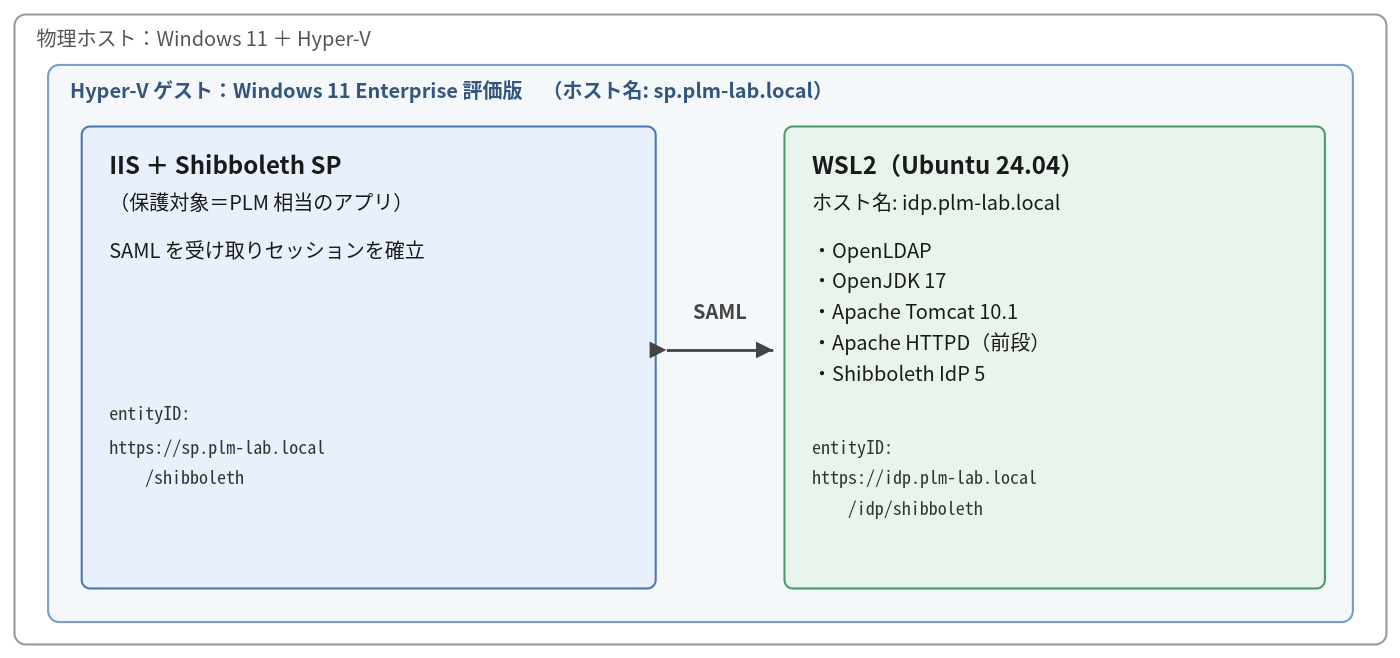 物理ホスト：Windows 11 ＋ Hyper-V
Hyper-V ゲスト：Windows 11 Enterprise 評価版　（ホスト名: sp.plm-lab.local）
IIS ＋ Shibboleth SP
（保護対象＝PLM 相当のアプリ）
SAML を受け取りセッションを確立
entityID:
https://sp.plm-lab.local
/shibboleth
SAML
WSL2（Ubuntu 24.04）
ホスト名: idp.plm-lab.local
・OpenLDAP
・OpenJDK 17
・Apache Tomcat 10.1
・Apache HTTPD（前段）
・Shibboleth IdP 5
entityID:
https://idp.plm-lab.local
/idp/shibboleth